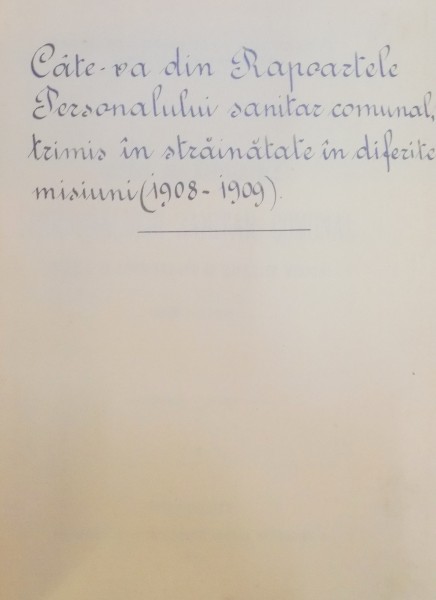 Câte-va din Rapoartele
Personalului sanitar comunal,
trimis în străinătate în diferite
misiuni (1908-1909).